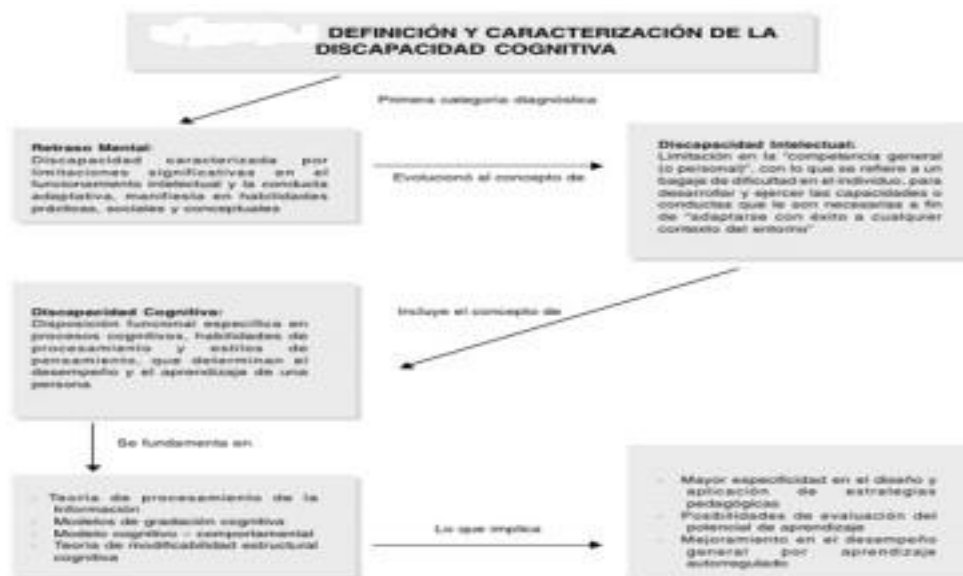 DEFINICIÓN Y CARACTERIZACIÓN DE LA
DISCAPACIDAD COGNITIVA
Primera categoría diagnóstica
Retraso Mental:
Discapacidad caracterizada por
limitaciones significativas en el
funcionamiento intelectual y la conducta
adaptativa, manifiesta en habilidades
prácticas, sociales y conceptuales
Evolucionó al concepto de
Discapacidad Intelectual:
Limitación en la "competencia general
(o personal)", con lo que se refiere a un
bagaje de dificultad en el individuo, para
desarrollar y ejercer las capacidades o
conductas que le son necesarias a fin
de "adaptarse con éxito a cualquier
contexto del entorno"
Incluye el concepto de
Discapacidad Cognitiva:
Disposición funcional específica en
procesos cognitivos, habilidades de
procesamiento y estilos de
pensamiento, que determinan el
desempeño y el aprendizaje de una
persona
Se fundamenta en
- Teoría de procesamiento de la
Información
- Modelos de gradación cognitiva
- Modelo cognitivo – comportamental
- Teoría de modificabilidad estructural
cognitiva
Lo que implica
- Mayor especificidad en el diseño y
aplicación de estrategias
pedagógicas
- Posibilidades de evaluación del
potencial de aprendizaje
- Mejoramiento en el desempeño
general por aprendizaje
autorregulado